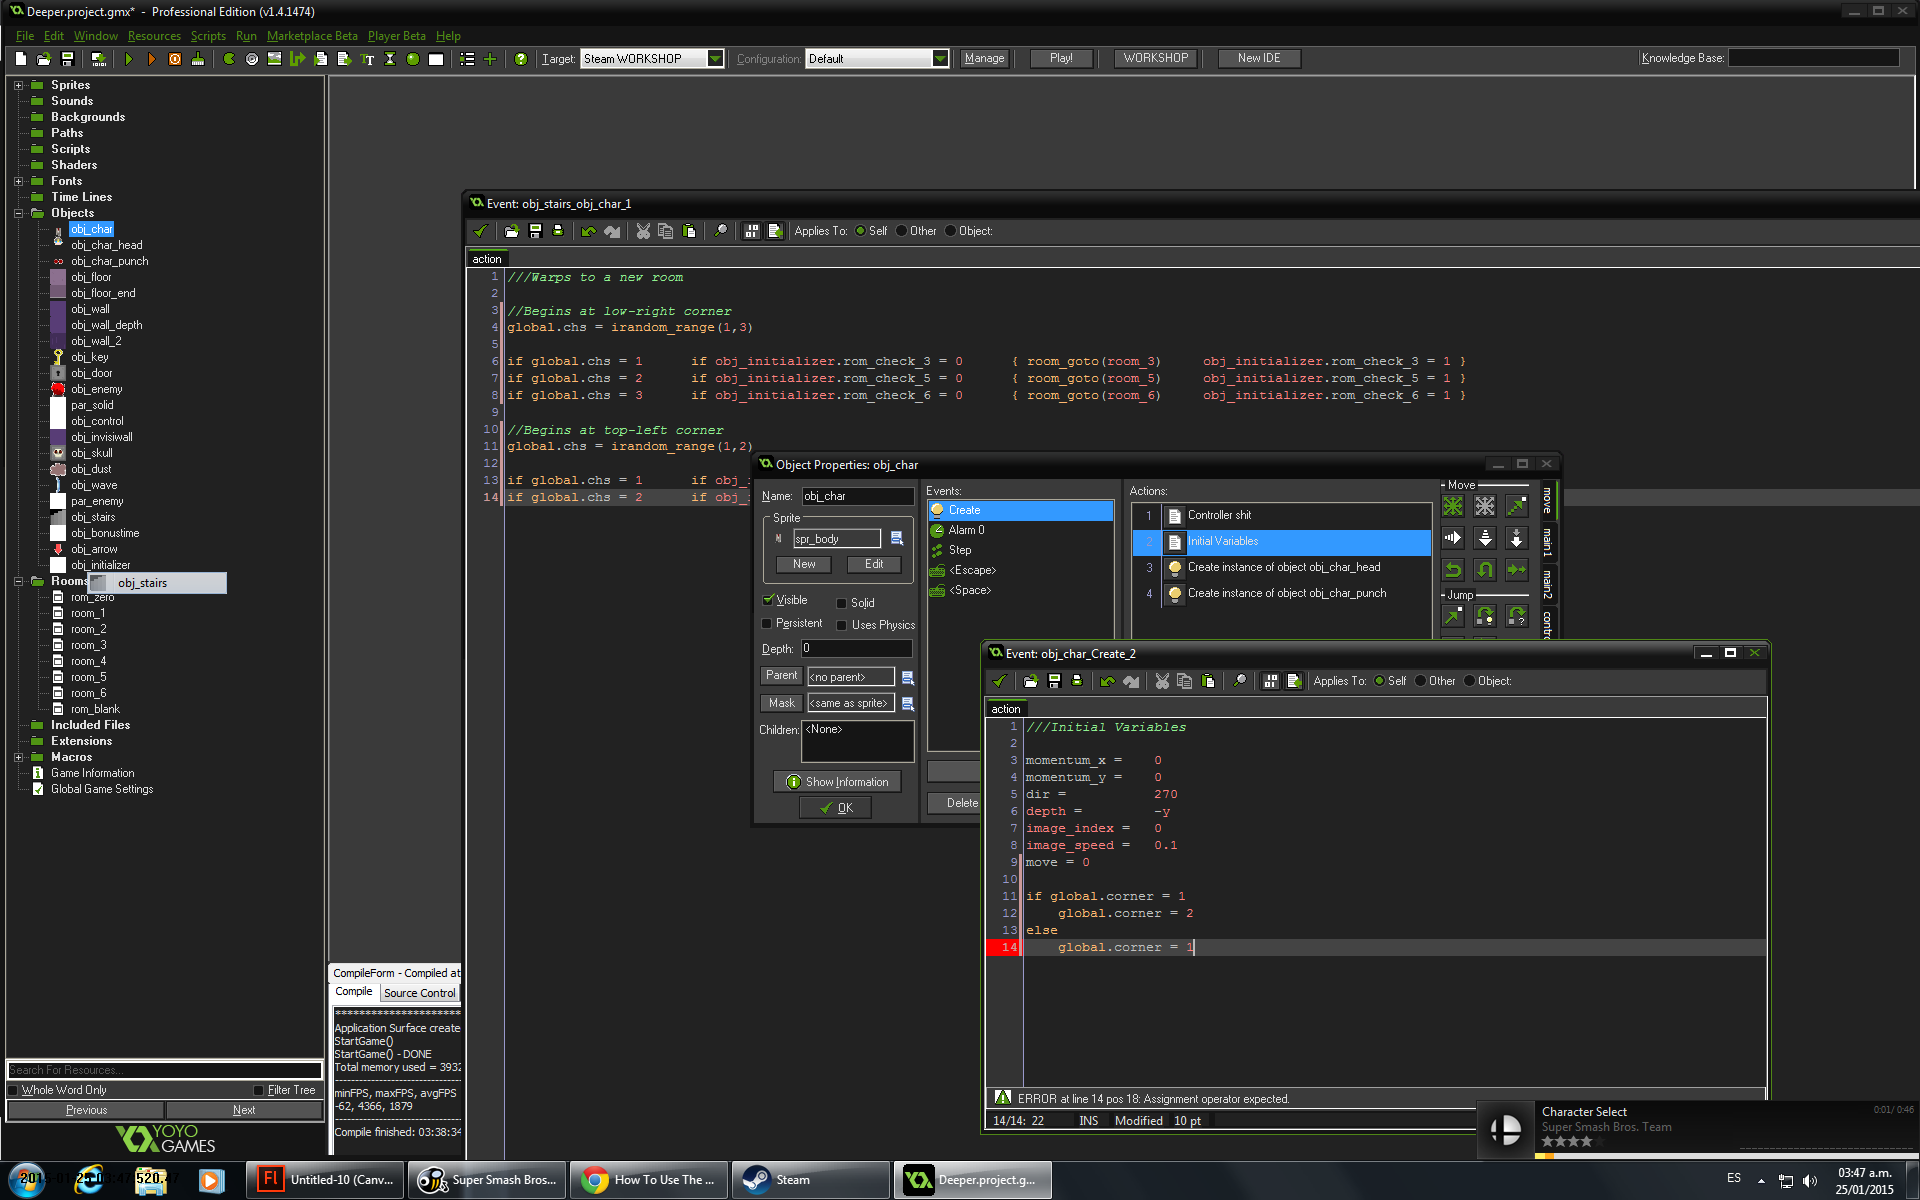 Deeper.project.gmx* - Professional Edition (v1.4.1474)
File Edit Window Resources Scripts Run Marketplace Beta Player Beta Help
Target: Steam WORKSHOP Configuration: Default Manage Play! WORKSHOP New IDE Knowledge Base:
Sprites
Sounds
Backgrounds
Paths
Scripts
Shaders
Fonts
Time Lines
Objects
obj_char
obj_char_head
obj_char_punch
obj_floor
obj_floor_end
obj_wall
obj_wall_depth
obj_wall_2
obj_key
obj_door
obj_enemy
par_solid
obj_control
obj_invisiwall
obj_skull
obj_dust
obj_wave
par_enemy
obj_stairs
obj_bonustime
obj_arrow
obj_initializer
Rooms
obj_stairs
rom_zero
room_1
room_2
room_3
room_4
room_5
room_6
rom_blank
Included Files
Extensions
Macros
Game Information
Global Game Settings
Search For Resources...
Whole Word Only Filter Tree
Previous Next
YOYO
GAMES
Event: obj_stairs_obj_char_1
Applies To: Self Other Object:
action
1 ///Warps to a new room
2
3 //Begins at low-right corner
4 global.chs = irandom_range(1,3)
5
6 if global.chs = 1 if obj_initializer.rom_check_3 = 0 { room_goto(room_3) obj_initializer.rom_check_3 = 1 }
7 if global.chs = 2 if obj_initializer.rom_check_5 = 0 { room_goto(room_5) obj_initializer.rom_check_5 = 1 }
8 if global.chs = 3 if obj_initializer.rom_check_6 = 0 { room_goto(room_6) obj_initializer.rom_check_6 = 1 }
9
10 //Begins at top-left corner
11 global.chs = irandom_range(1,2)
12
13 if global.chs = 1 if obj_
14 if global.chs = 2 if obj_
Object Properties: obj_char
Name: obj_char
Sprite
spr_body
New Edit
Visible Solid
Persistent Uses Physics
Depth: 0
Parent <no parent>
Mask <same as sprite>
Children: <None>
Show Information
OK
Events:
Create
Alarm 0
Step
<Escape>
<Space>
Delete
Actions:
1 Controller shit
2 Initial Variables
3 Create instance of object obj_char_head
4 Create instance of object obj_char_punch
Move
Jump
move
main1
main2
contro
Event: obj_char_Create_2
Applies To: Self Other Object:
action
1 ///Initial Variables
2
3 momentum_x = 0
4 momentum_y = 0
5 dir = 270
6 depth = -y
7 image_index = 0
8 image_speed = 0.1
9 move = 0
10
11 if global.corner = 1
12 global.corner = 2
13 else
14 global.corner = 1
ERROR at line 14 pos 18: Assignment operator expected.
14/14: 22 INS Modified 10 pt
CompileForm - Compiled at
Compile Source Control
Application Surface create
StartGame()
StartGame() - DONE
Total memory used = 3932
minFPS, maxFPS, avgFPS
-62, 4366, 1879
Compile finished: 03:38:34
Character Select
Super Smash Bros. Team
0:01/ 0:46
Untitled-10 (Canv...
Super Smash Bros...
How To Use The ...
Steam
Deeper.project.g...
ES
03:47 a.m.
25/01/2015